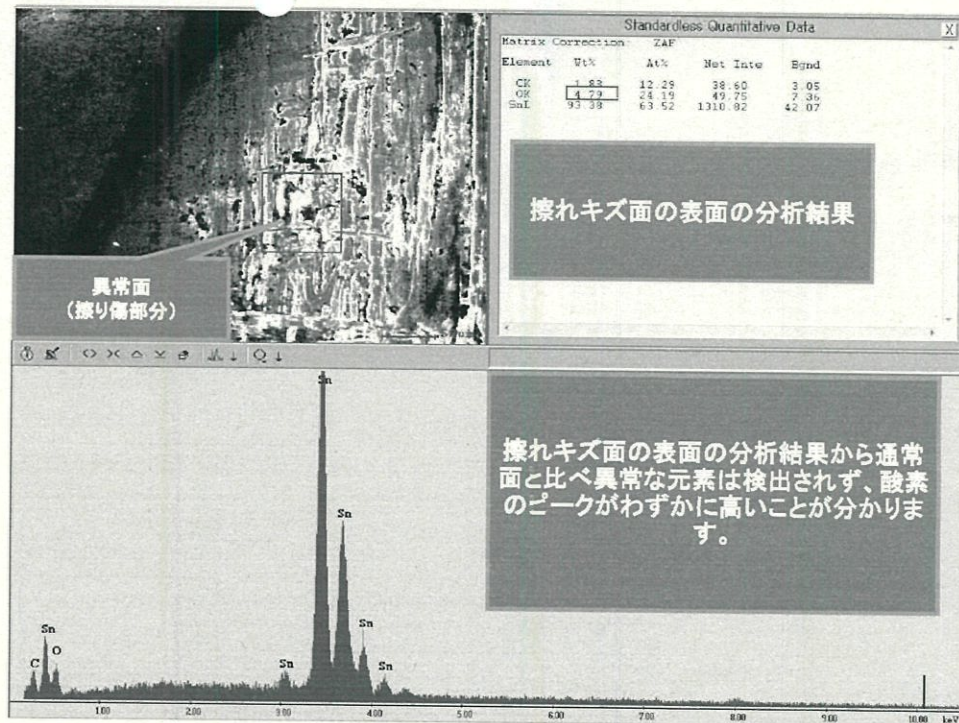 Standardless Quantitative Data X
Matrix Correction ZAF
Element Wt% At% Net Inte Bgnd
CK 1.83 12.29 38.60 3.05
OK 4.79 24.19 49.75 7.36
SnL 93.38 63.52 1310.82 42.07
擦れキズ面の表面の分析結果
異常面
(擦り傷部分)
擦れキズ面の表面の分析結果から通常
面と比べ異常な元素は検出されず、酸素
のピークがわずかに高いことが分かりま
す。
Sn
Sn
Sn
Sn
C
O
Sn
Sn
1.00 2.00 3.00 4.00 5.00 6.00 7.00 8.00 9.00 10.00 keV